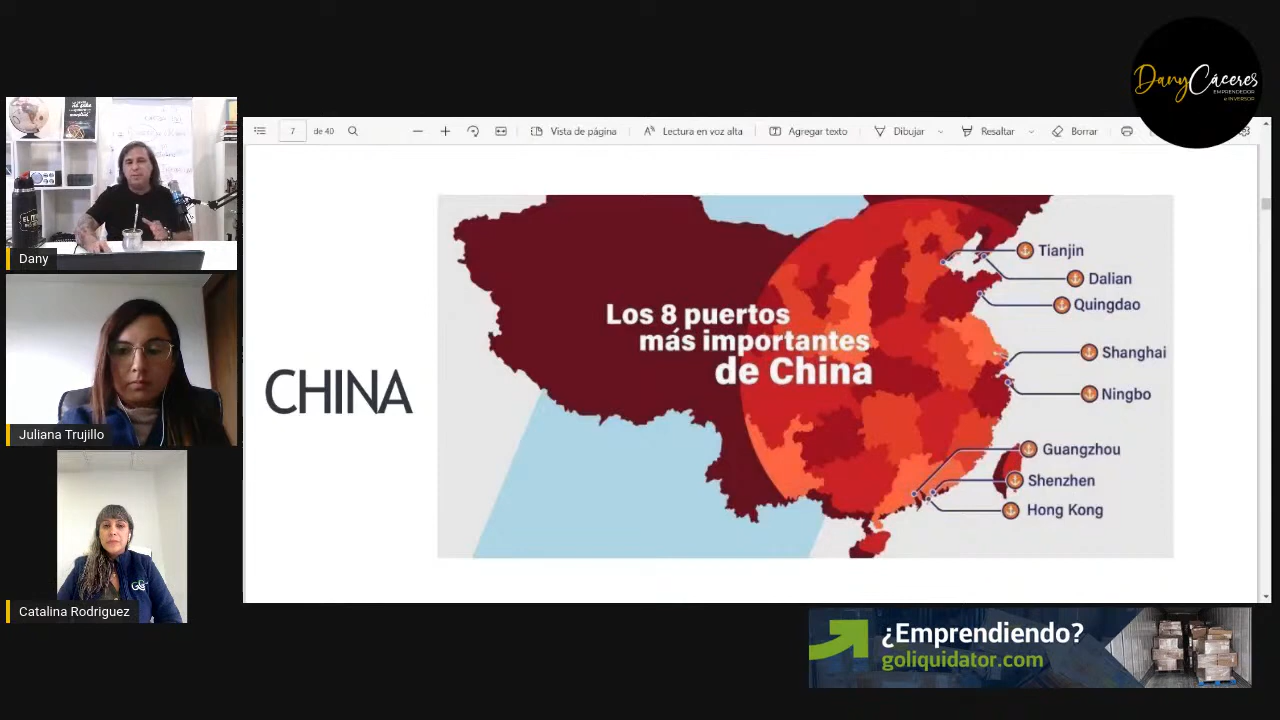 Dany Cáceres
EMPRENDEDOR
e INVERSOR
7 de 40
Vista de página
Lectura en voz alta
Agregar texto
Dibujar
Resaltar
Borrar
Dany
Juliana Trujillo
Catalina Rodriguez
CHINA
Los 8 puertos
más importantes
de China
Tianjin
Dalian
Quingdao
Shanghai
Ningbo
Guangzhou
Shenzhen
Hong Kong
¿Emprendiendo?
goliquidator.com